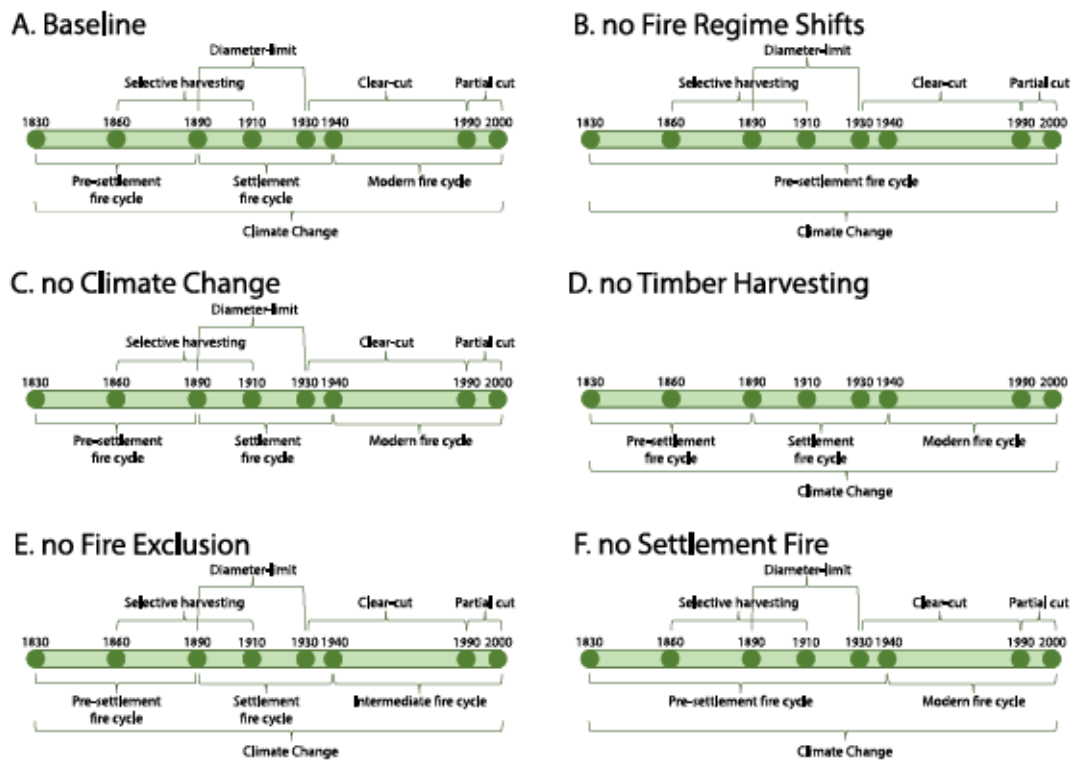 A. Baseline
Diameter-limit
Selective harvesting Clear-cut Partial cut
1830 1860 1890 1910 1930 1940 1990 2000
Pre-settlement fire cycle Settlement fire cycle Modern fire cycle
Climate Change
B. no Fire Regime Shifts
Diameter-limit
Selective harvesting Clear-cut Partial cut
1830 1860 1890 1910 1930 1940 1990 2000
Pre-settlement fire cycle
Climate Change
C. no Climate Change
Diameter-limit
Selective harvesting Clear-cut Partial cut
1830 1860 1890 1910 1930 1940 1990 2000
Pre-settlement fire cycle Settlement fire cycle Modern fire cycle
D. no Timber Harvesting
1830 1860 1890 1910 1930 1940 1990 2000
Pre-settlement fire cycle Settlement fire cycle Modern fire cycle
Climate Change
E. no Fire Exclusion
Diameter-limit
Selective harvesting Clear-cut Partial cut
1830 1860 1890 1910 1930 1940 1990 2000
Pre-settlement fire cycle Settlement fire cycle Intermediate fire cycle
Climate Change
F. no Settlement Fire
Diameter-limit
Selective harvesting Clear-cut Partial cut
1830 1860 1890 1910 1930 1940 1990 2000
Pre-settlement fire cycle Modern fire cycle
Climate Change